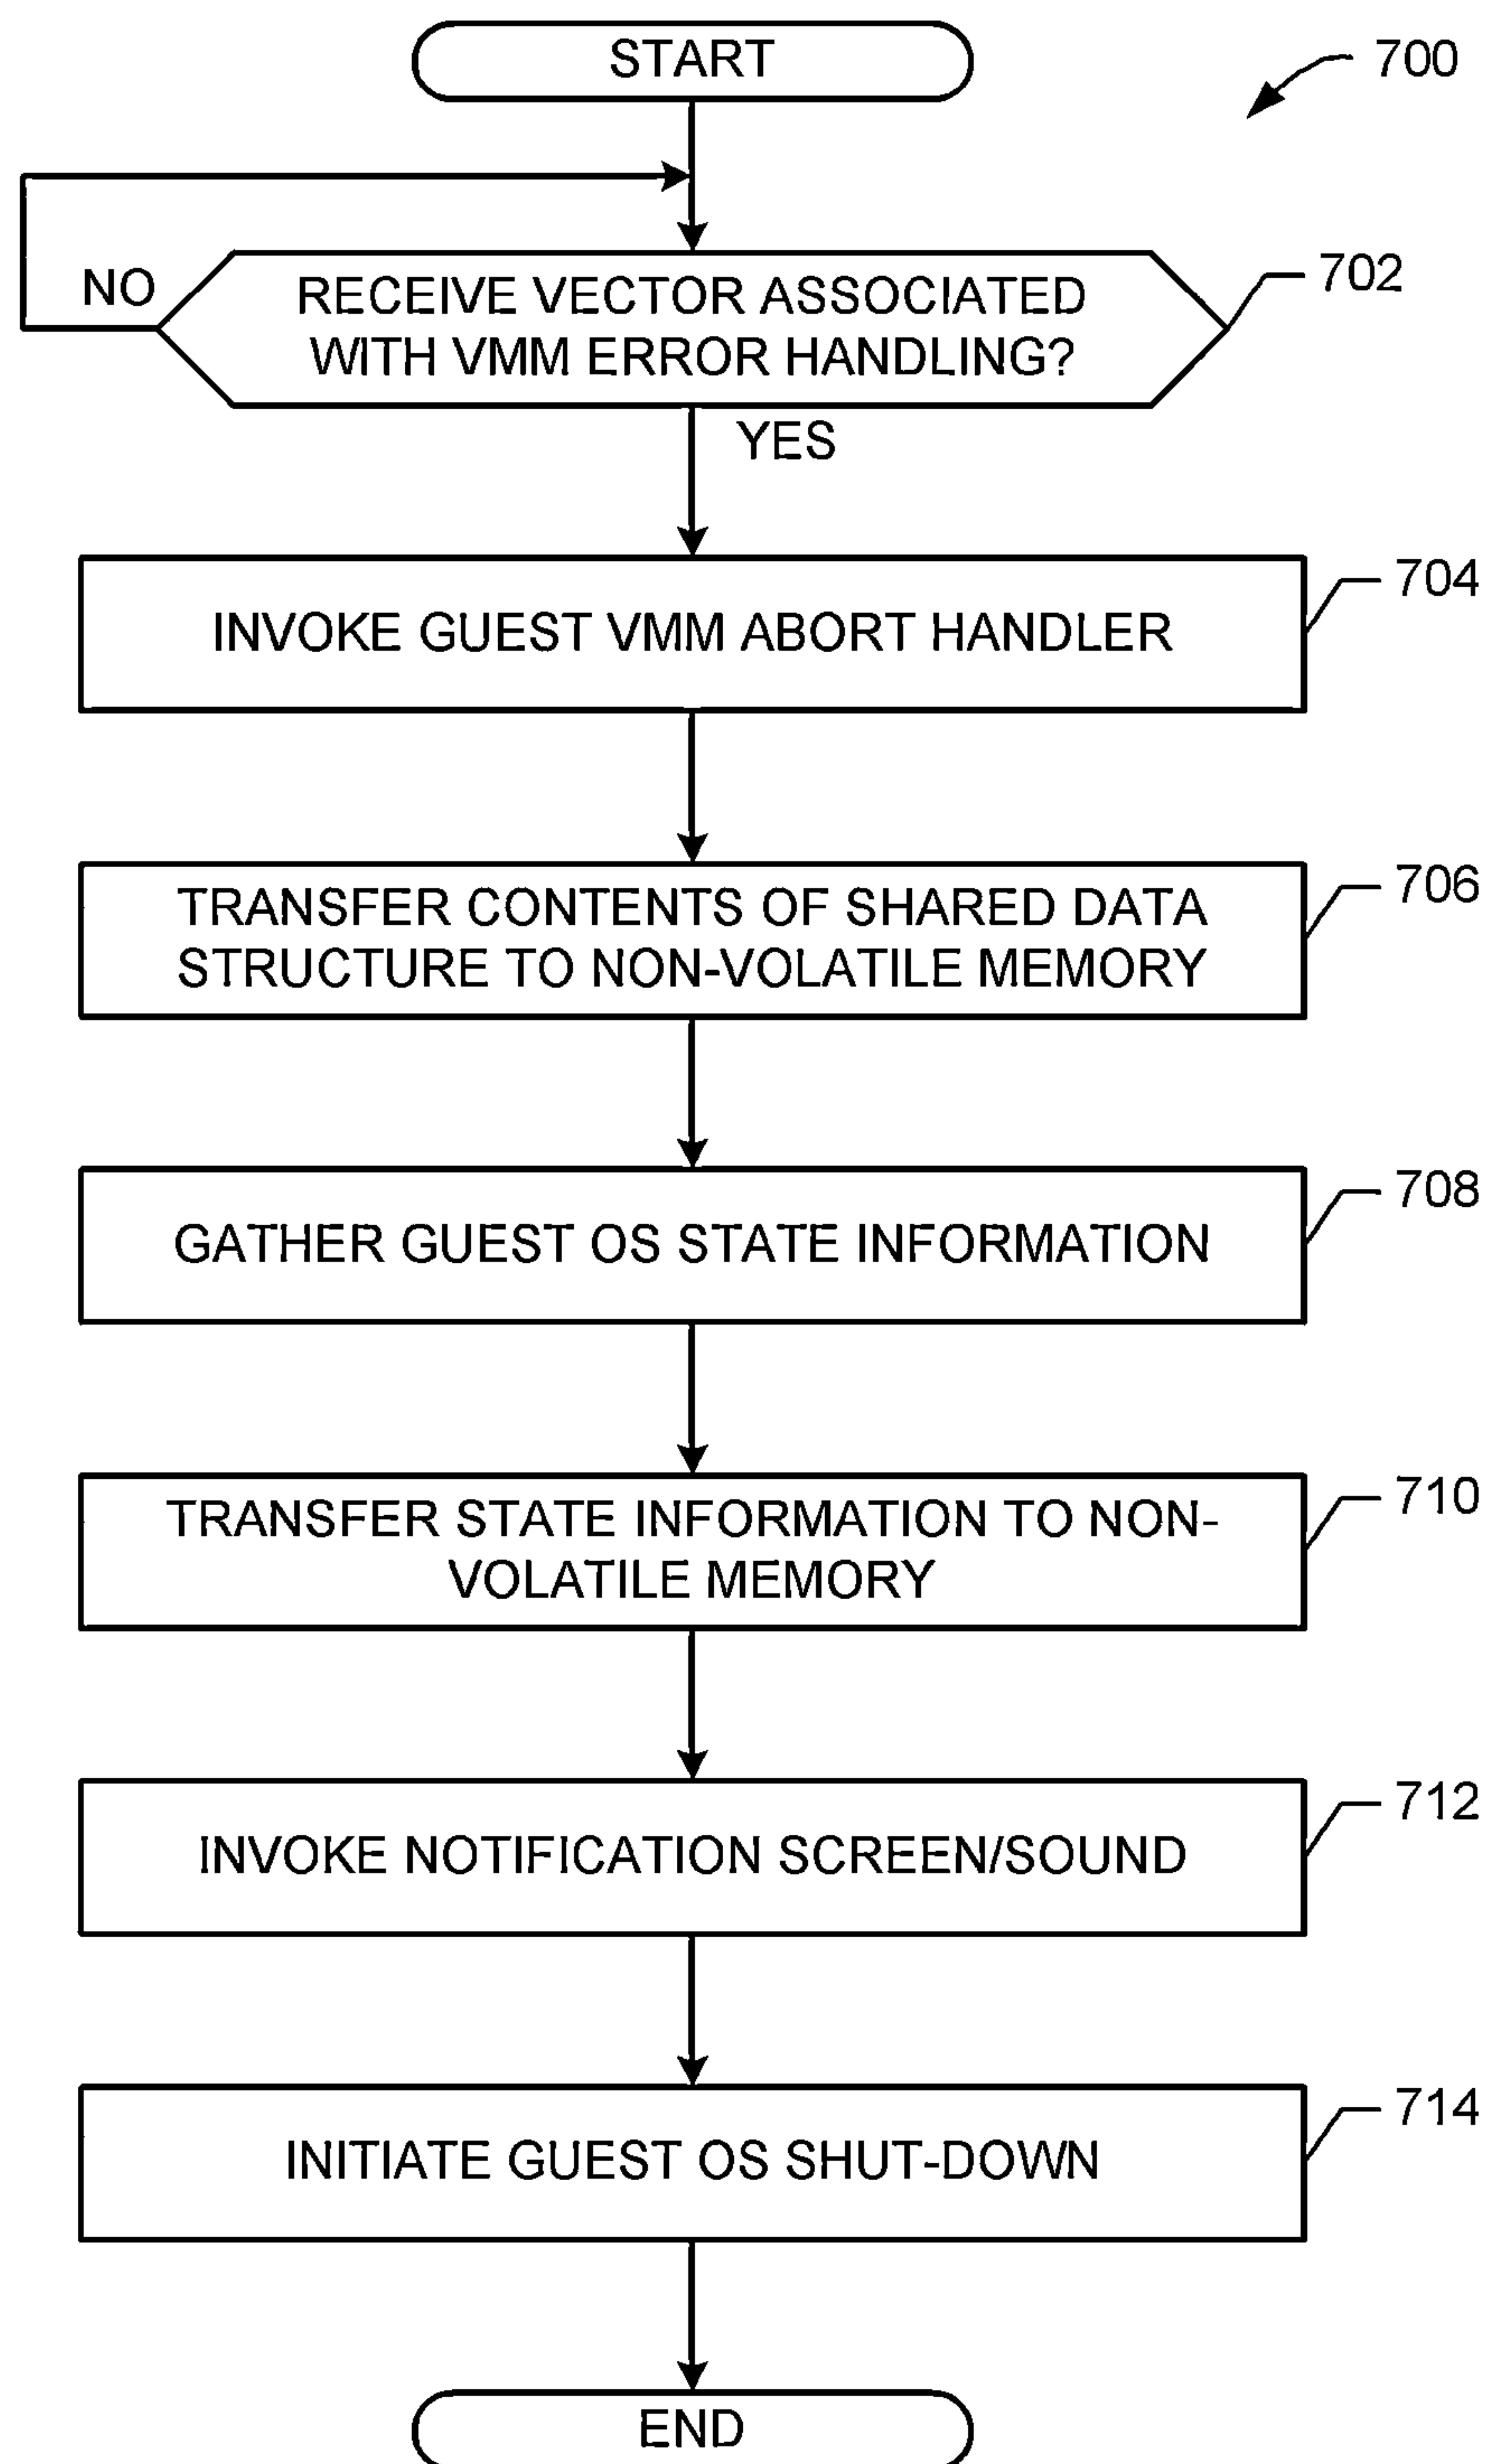 START
700
NO
RECEIVE VECTOR ASSOCIATED
WITH VMM ERROR HANDLING?
702
YES
INVOKE GUEST VMM ABORT HANDLER
704
TRANSFER CONTENTS OF SHARED DATA
STRUCTURE TO NON-VOLATILE MEMORY
706
GATHER GUEST OS STATE INFORMATION
708
TRANSFER STATE INFORMATION TO NON-
VOLATILE MEMORY
710
INVOKE NOTIFICATION SCREEN/SOUND
712
INITIATE GUEST OS SHUT-DOWN
714
END